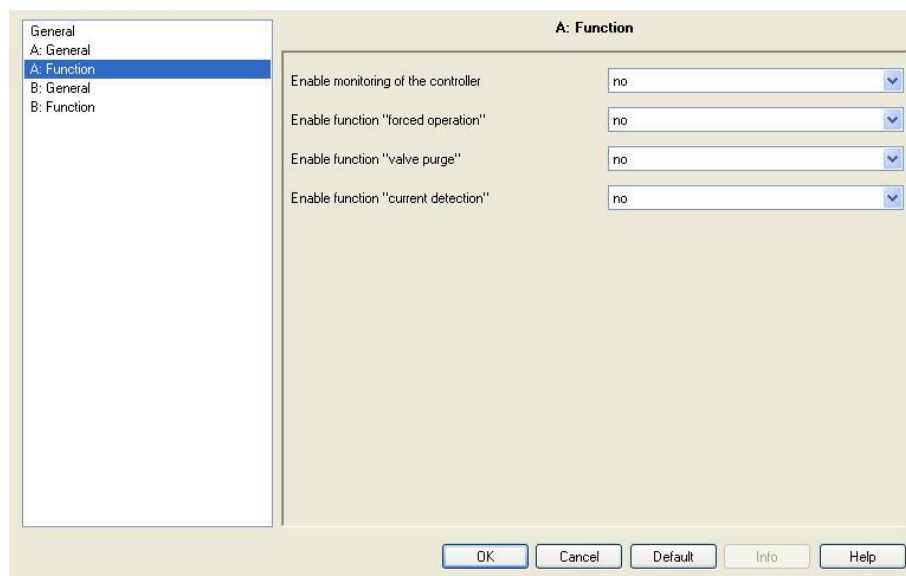 General
A: General
A: Function
B: General
B: Function
A: Function
Enable monitoring of the controller no
Enable function "forced operation" no
Enable function "valve purge" no
Enable function "current detection" no
OK Cancel Default Info Help